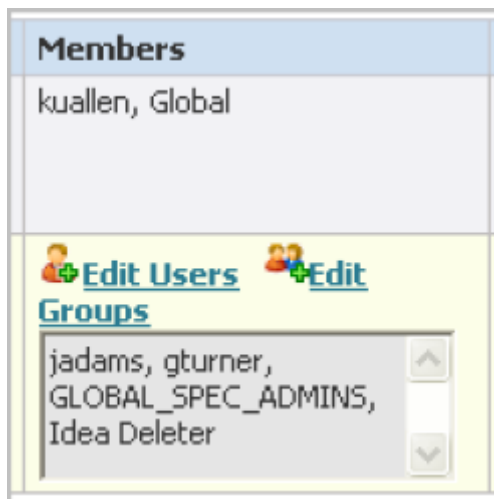 Members
kuallen, Global
Edit Users Edit
Groups
jadams, gturner,
GLOBAL_SPEC_ADMINS,
Idea Deleter